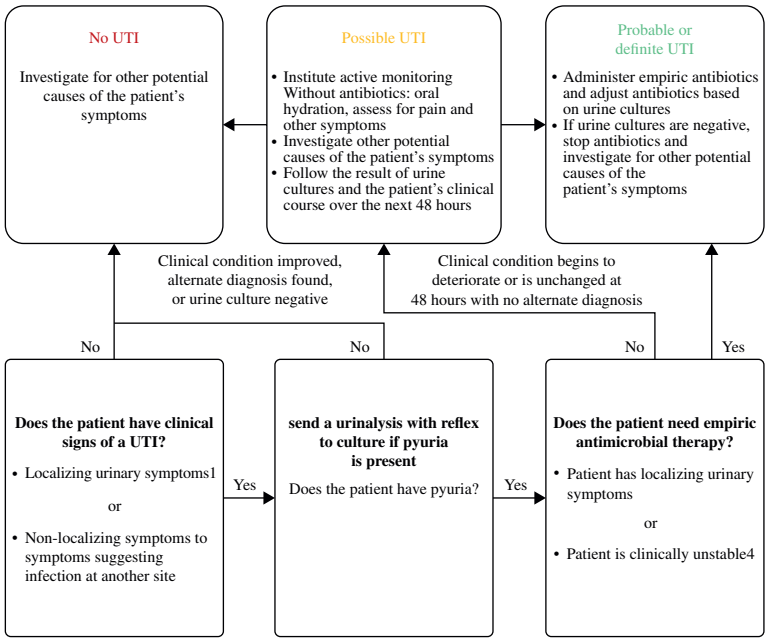 No UTI
Investigate for other potential
causes of the patient's
symptoms
Possible UTI
• Institute active monitoring
Without antibiotics: oral
hydration, assess for pain and
other symptoms
• Investigate other potential
causes of the patient's symptoms
• Follow the result of urine
cultures and the patient's clinical
course over the next 48 hours
Probable or
definite UTI
• Administer empiric antibiotics
and adjust antibiotics based
on urine cultures
• If urine cultures are negative,
stop antibiotics and
investigate for other potential
causes of the
patient's symptoms
Clinical condition improved,
alternate diagnosis found,
or urine culture negative
Clinical condition begins to
deteriorate or is unchanged at
48 hours with no alternate diagnosis
No
No
No
Yes
Does the patient have clinical
signs of a UTI?
• Localizing urinary symptoms1
or
• Non-localizing symptoms to
symptoms suggesting
infection at another site
Yes
send a urinalysis with reflex
to culture if pyuria
is present
Does the patient have pyuria?
Yes
Does the patient need empiric
antimicrobial therapy?
• Patient has localizing urinary
symptoms
or
• Patient is clinically unstable4